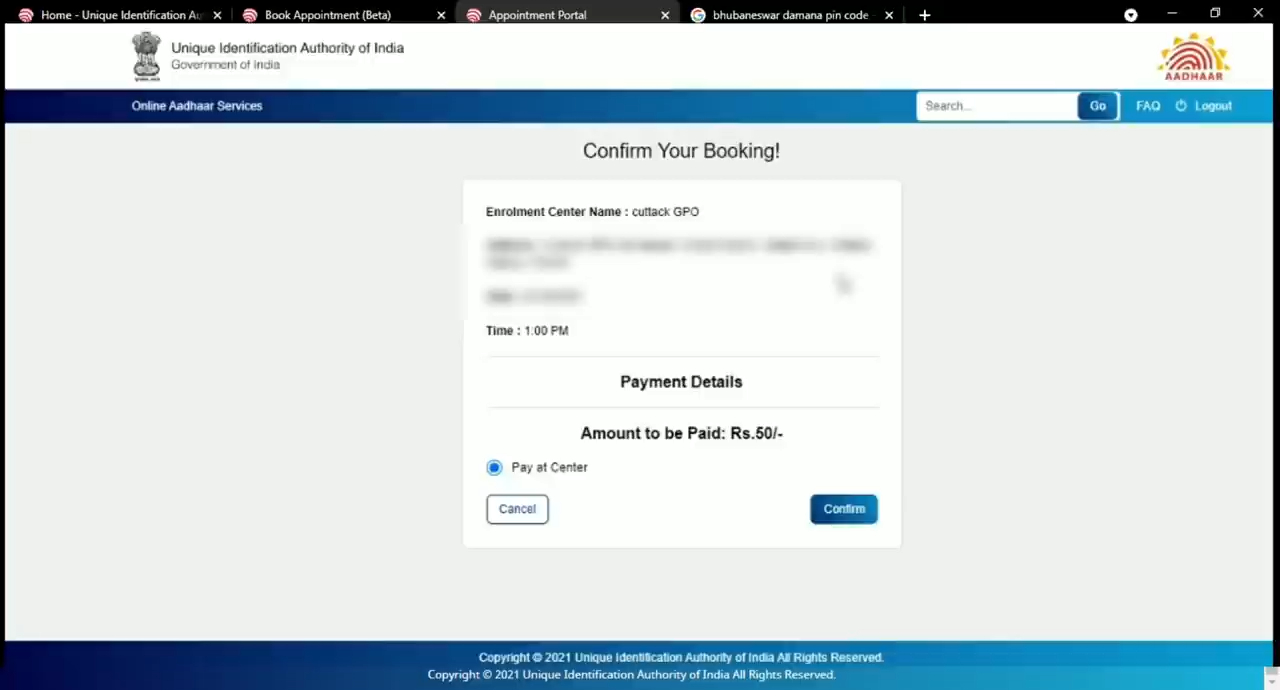 Home - Unique Identification Au
Book Appointment (Beta)
Appointment Portal
bhubaneswar damana pin code
Unique Identification Authority of India
Government of India
AADHAAR
Online Aadhaar Services
Search...
Go
FAQ
Logout
Confirm Your Booking!
Enrolment Center Name : cuttack GPO
Time : 1:00 PM
Payment Details
Amount to be Paid: Rs.50/-
Pay at Center
Cancel
Confirm
Copyright © 2021 Unique Identification Authority of India All Rights Reserved.
Copyright © 2021 Unique Identification Authority of India All Rights Reserved.